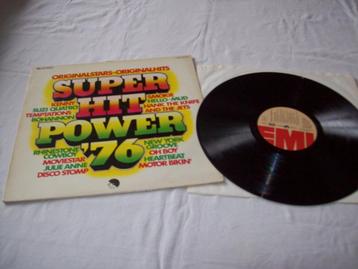 ORIGINALSTARS-ORIGINALHITS
SUPER
HIT
POWER
'76
KENNY
SUZI QUATRO
TEMPTATIONS
BOHANNON
SMOKIE
HELLO·MUD
HANK THE KNIFE
AND THE JETS
RHINESTONE
COWBOY
MOVIESTAR
JULIE ANNE
DISCO STOMP
NEW YORK
GROOVE
OH BOY
HEARTBEAT
MOTOR BIKIN'
EMI